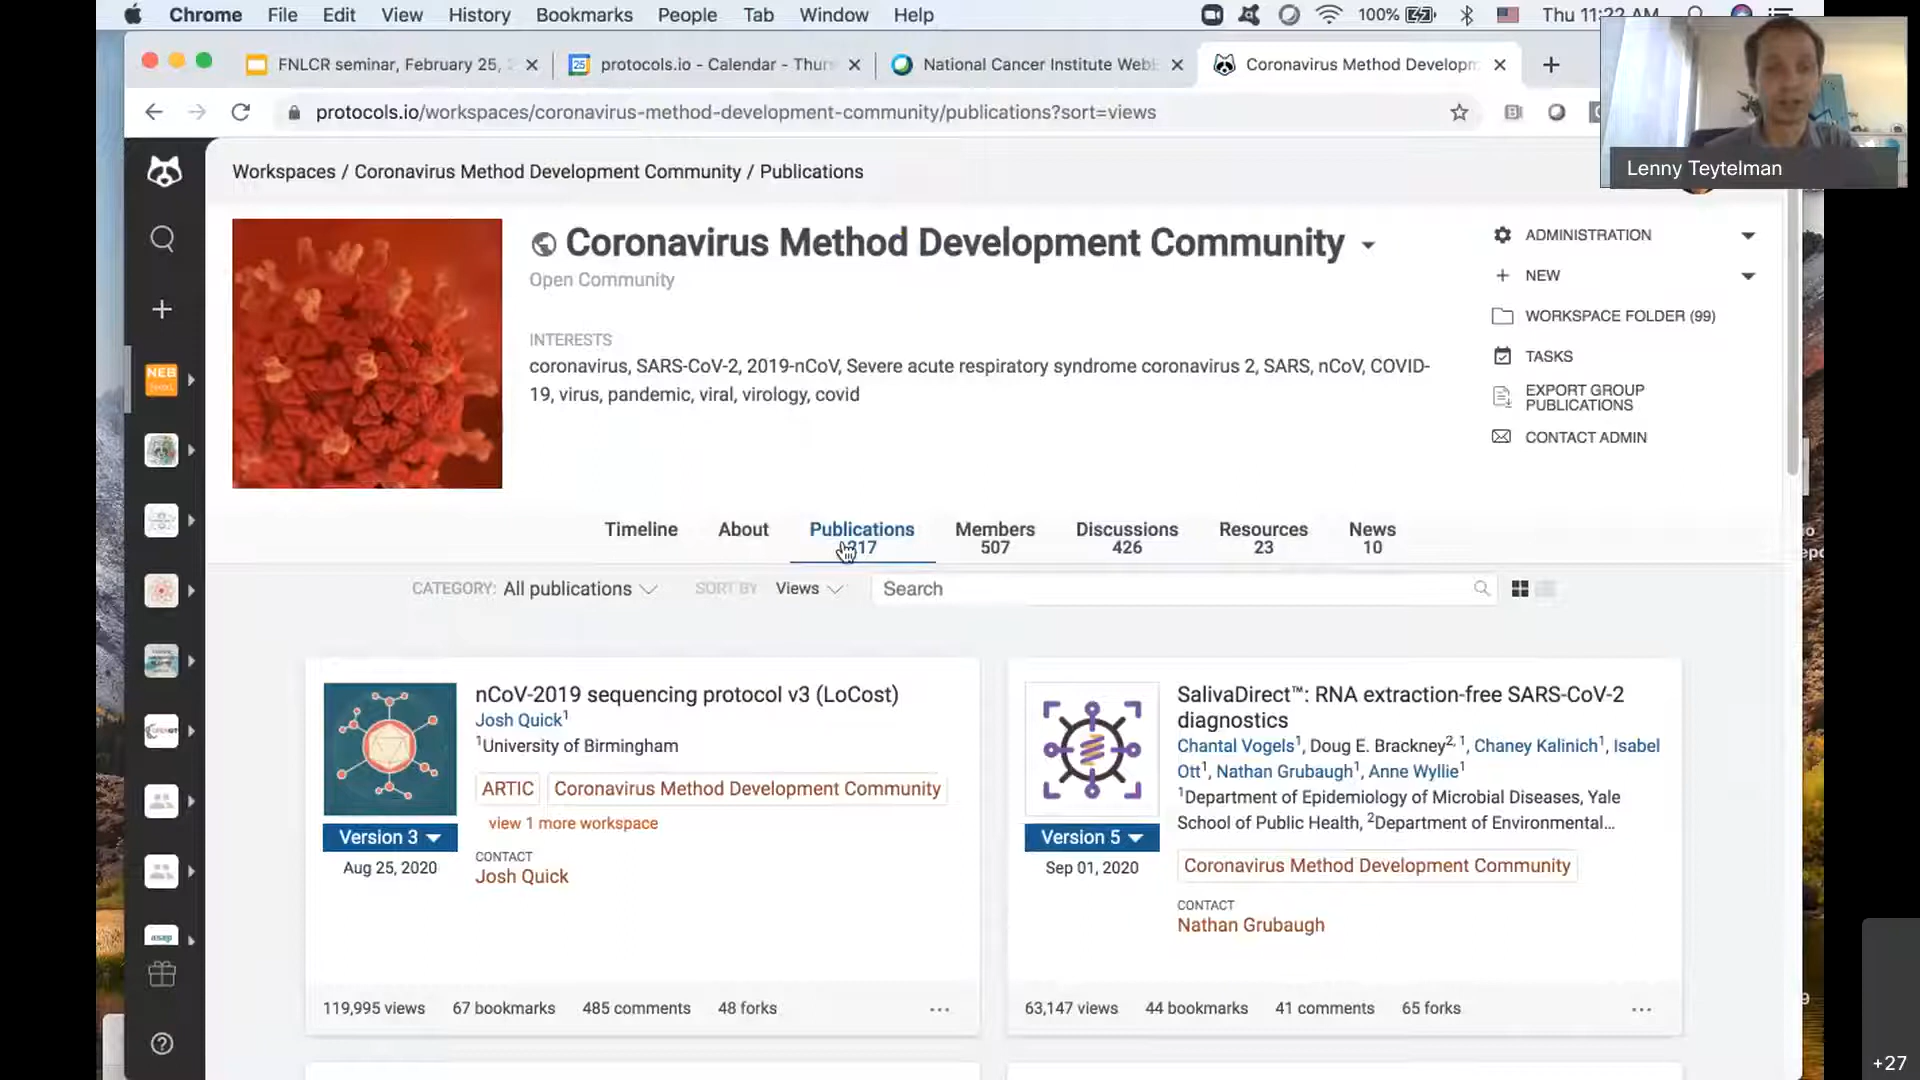 Chrome File Edit View History Bookmarks People Tab Window Help 100% Thu 11:22 AM
FNLCR seminar, February 25, 2
protocols.io - Calendar - Thurs
National Cancer Institute WebE
Coronavirus Method Developm
protocols.io/workspaces/coronavirus-method-development-community/publications?sort=views
Lenny Teytelman
Workspaces / Coronavirus Method Development Community / Publications
Coronavirus Method Development Community
Open Community
INTERESTS
coronavirus, SARS-CoV-2, 2019-nCoV, Severe acute respiratory syndrome coronavirus 2, SARS, nCoV, COVID-
19, virus, pandemic, viral, virology, covid
ADMINISTRATION
NEW
WORKSPACE FOLDER (99)
TASKS
EXPORT GROUP
PUBLICATIONS
CONTACT ADMIN
NEB
Timeline About Publications Members Discussions Resources News
317 507 426 23 10
CATEGORY: All publications SORT BY Views Search
nCoV-2019 sequencing protocol v3 (LoCost)
Josh Quick1
1University of Birmingham
ARTIC Coronavirus Method Development Community
view 1 more workspace
Version 3
Aug 25, 2020
CONTACT
Josh Quick
119,995 views 67 bookmarks 485 comments 48 forks
SalivaDirect™: RNA extraction-free SARS-CoV-2
diagnostics
Chantal Vogels1, Doug E. Brackney2, 1, Chaney Kalinich1, Isabel
Ott1, Nathan Grubaugh1, Anne Wyllie1
1Department of Epidemiology of Microbial Diseases, Yale
School of Public Health, 2Department of Environmental...
Version 5
Sep 01, 2020
Coronavirus Method Development Community
CONTACT
Nathan Grubaugh
63,147 views 44 bookmarks 41 comments 65 forks
asap
+27